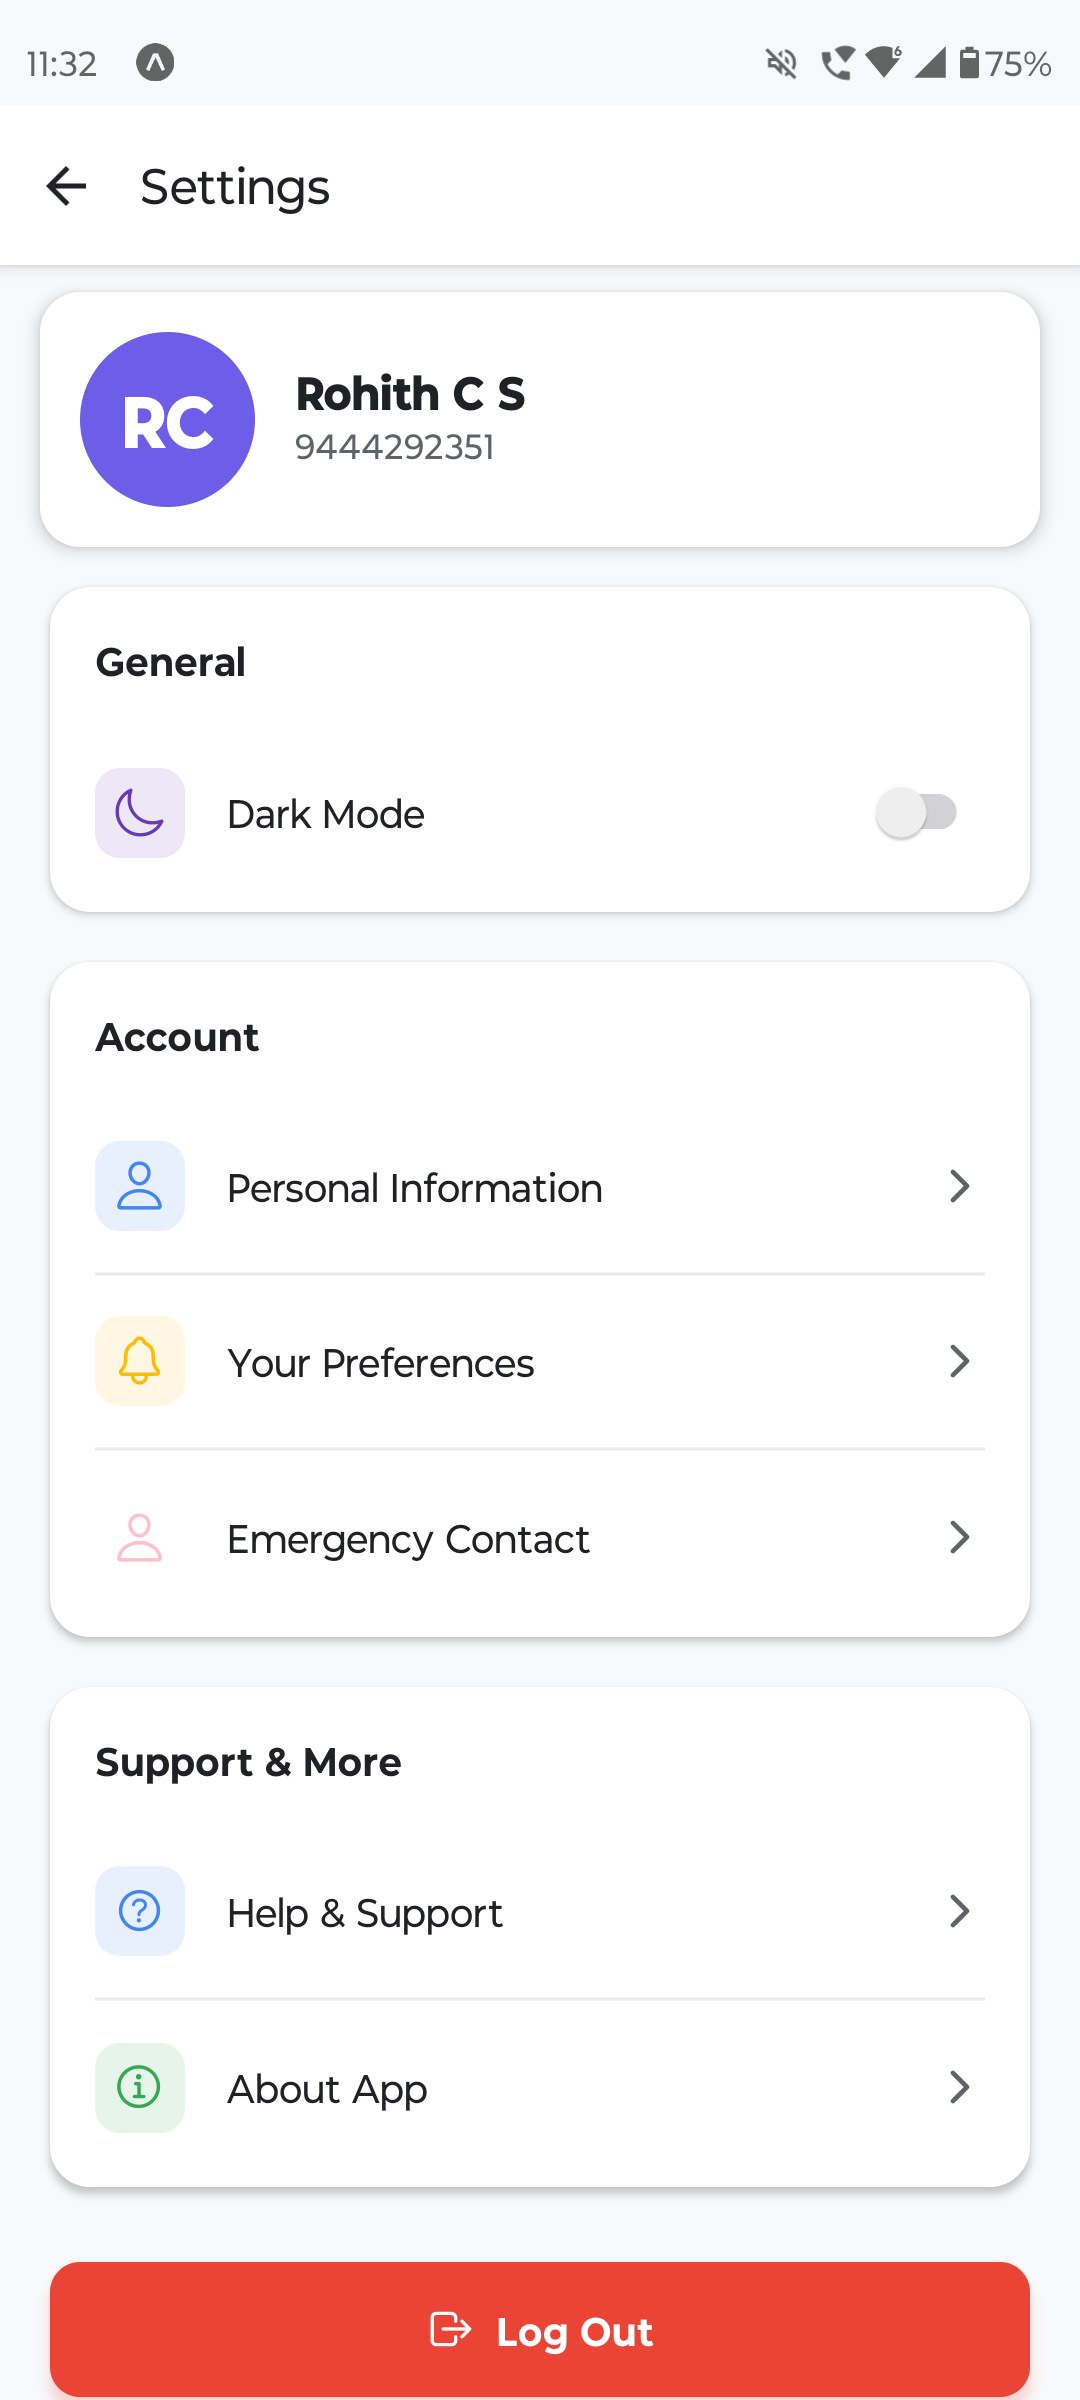 11:32
6
75%
Settings
RC
Rohith C S
9444292351
General
Dark Mode
Account
Personal Information
Your Preferences
Emergency Contact
Support & More
Help & Support
About App
Log Out